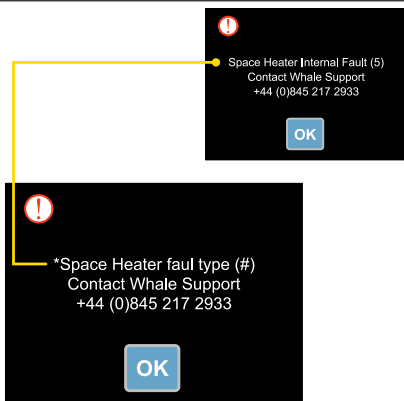 Space Heater Internal Fault (5)
Contact Whale Support
+44 (0)845 217 2933
OK
*Space Heater faul type (#)
Contact Whale Support
+44 (0)845 217 2933
OK